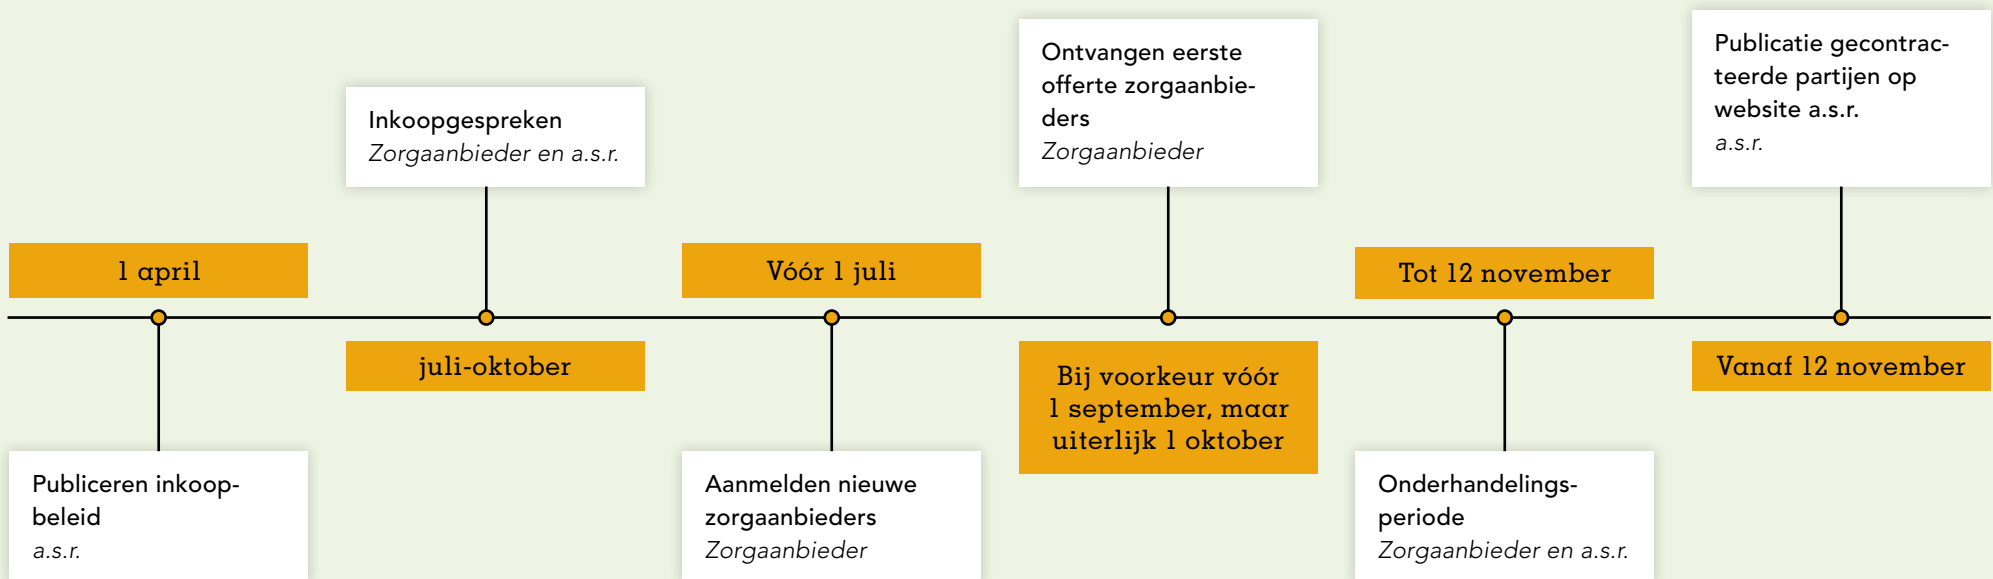 1 april
Publiceren inkoop-
beleid
a.s.r.
Inkoopgespreken
Zorgaanbieder en a.s.r.
juli-oktober
Vóór 1 juli
Aanmelden nieuwe
zorgaanbieders
Zorgaanbieder
Ontvangen eerste
offerte zorgaanbie-
ders
Zorgaanbieder
Bij voorkeur vóór
1 september, maar
uiterlijk 1 oktober
Tot 12 november
Onderhandelings-
periode
Zorgaanbieder en a.s.r.
Publicatie gecontrac-
teerde partijen op
website a.s.r.
a.s.r.
Vanaf 12 november